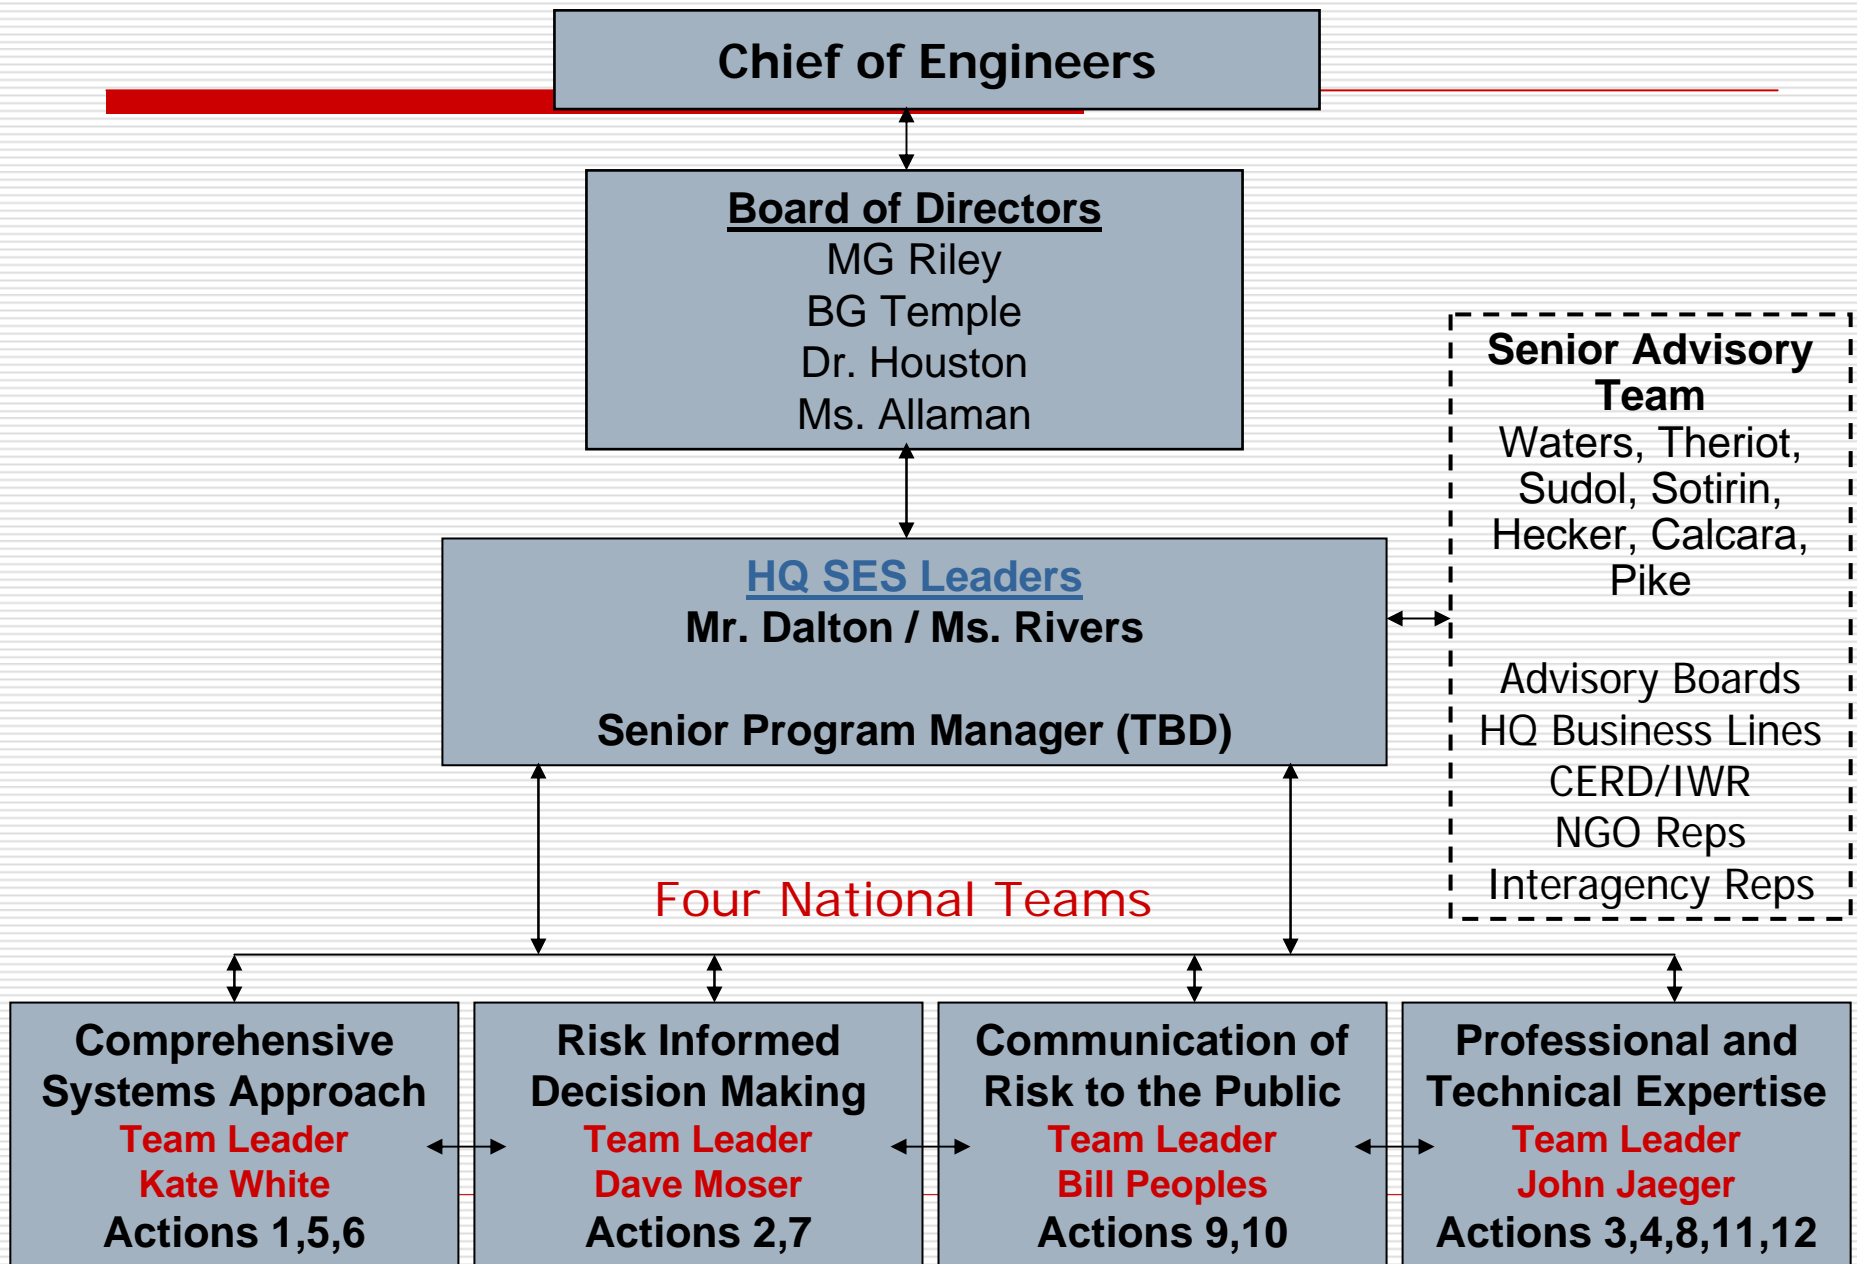 Chief of Engineers
Board of Directors
MG Riley
BG Temple
Dr. Houston
Ms. Allaman
HQ SES Leaders
Mr. Dalton / Ms. Rivers
Senior Program Manager (TBD)
Senior Advisory
Team
Waters, Theriot,
Sudol, Sotirin,
Hecker, Calcara,
Pike
Advisory Boards
HQ Business Lines
CERD/IWR
NGO Reps
Interagency Reps
Four National Teams
Comprehensive
Systems Approach
Team Leader
Kate White
Actions 1,5,6
Risk Informed
Decision Making
Team Leader
Dave Moser
Actions 2,7
Communication of
Risk to the Public
Team Leader
Bill Peoples
Actions 9,10
Professional and
Technical Expertise
Team Leader
John Jaeger
Actions 3,4,8,11,12